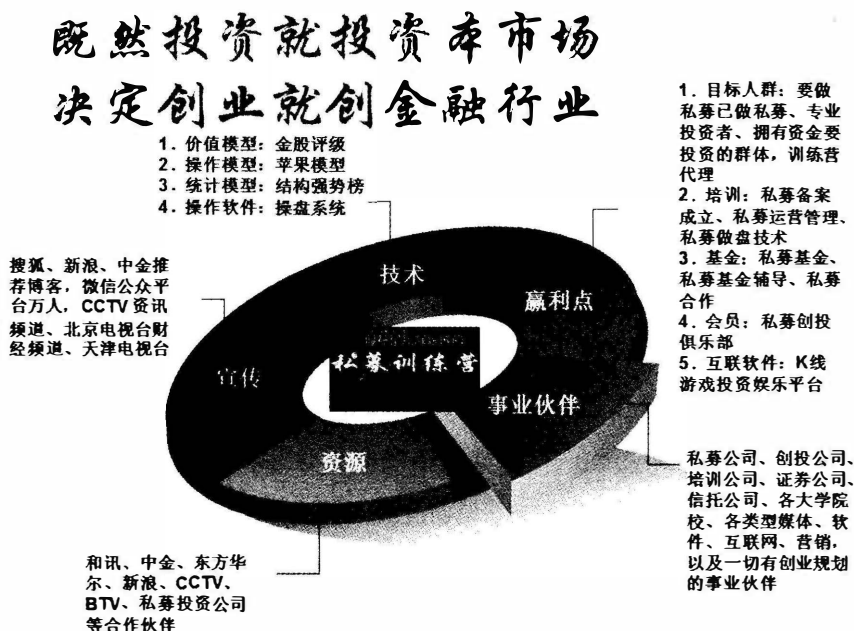 既然投资就投资本市场
决定创业就创金融行业
1．价值模型：金股评级
2．操作模型：苹果模型
3．统计模型：结构强势榜
4．操作软件：操盘系统
1．目标人群：要做
私募已做私募、专业
投资者、拥有资金要
投资的群体，训练营
代理
2．培训：私募备案
成立、私募运营管理、
私募做盘技术
3．基金：私募基金、
私募基金辅导、私募
合作
4．会员：私募创投
俱乐部
5．互联软件：K线
游戏投资娱乐平台
搜狐、新浪、中金推
荐博客，微信公众平
台万人，CCTV 资讯
频道、北京电视台财
经频道、天津电视台
技术
赢利点
宣传
私募训练营
事业伙伴
资源
私募公司、创投公司、
培训公司、证券公司、
信托公司、各大学院
校、各类型媒体、软
件、互联网、营销，
以及一切有创业规划
的事业伙伴
和讯、中金、东方华
尔、新浪、CCTV、
BTV、私募投资公司
等合作伙伴